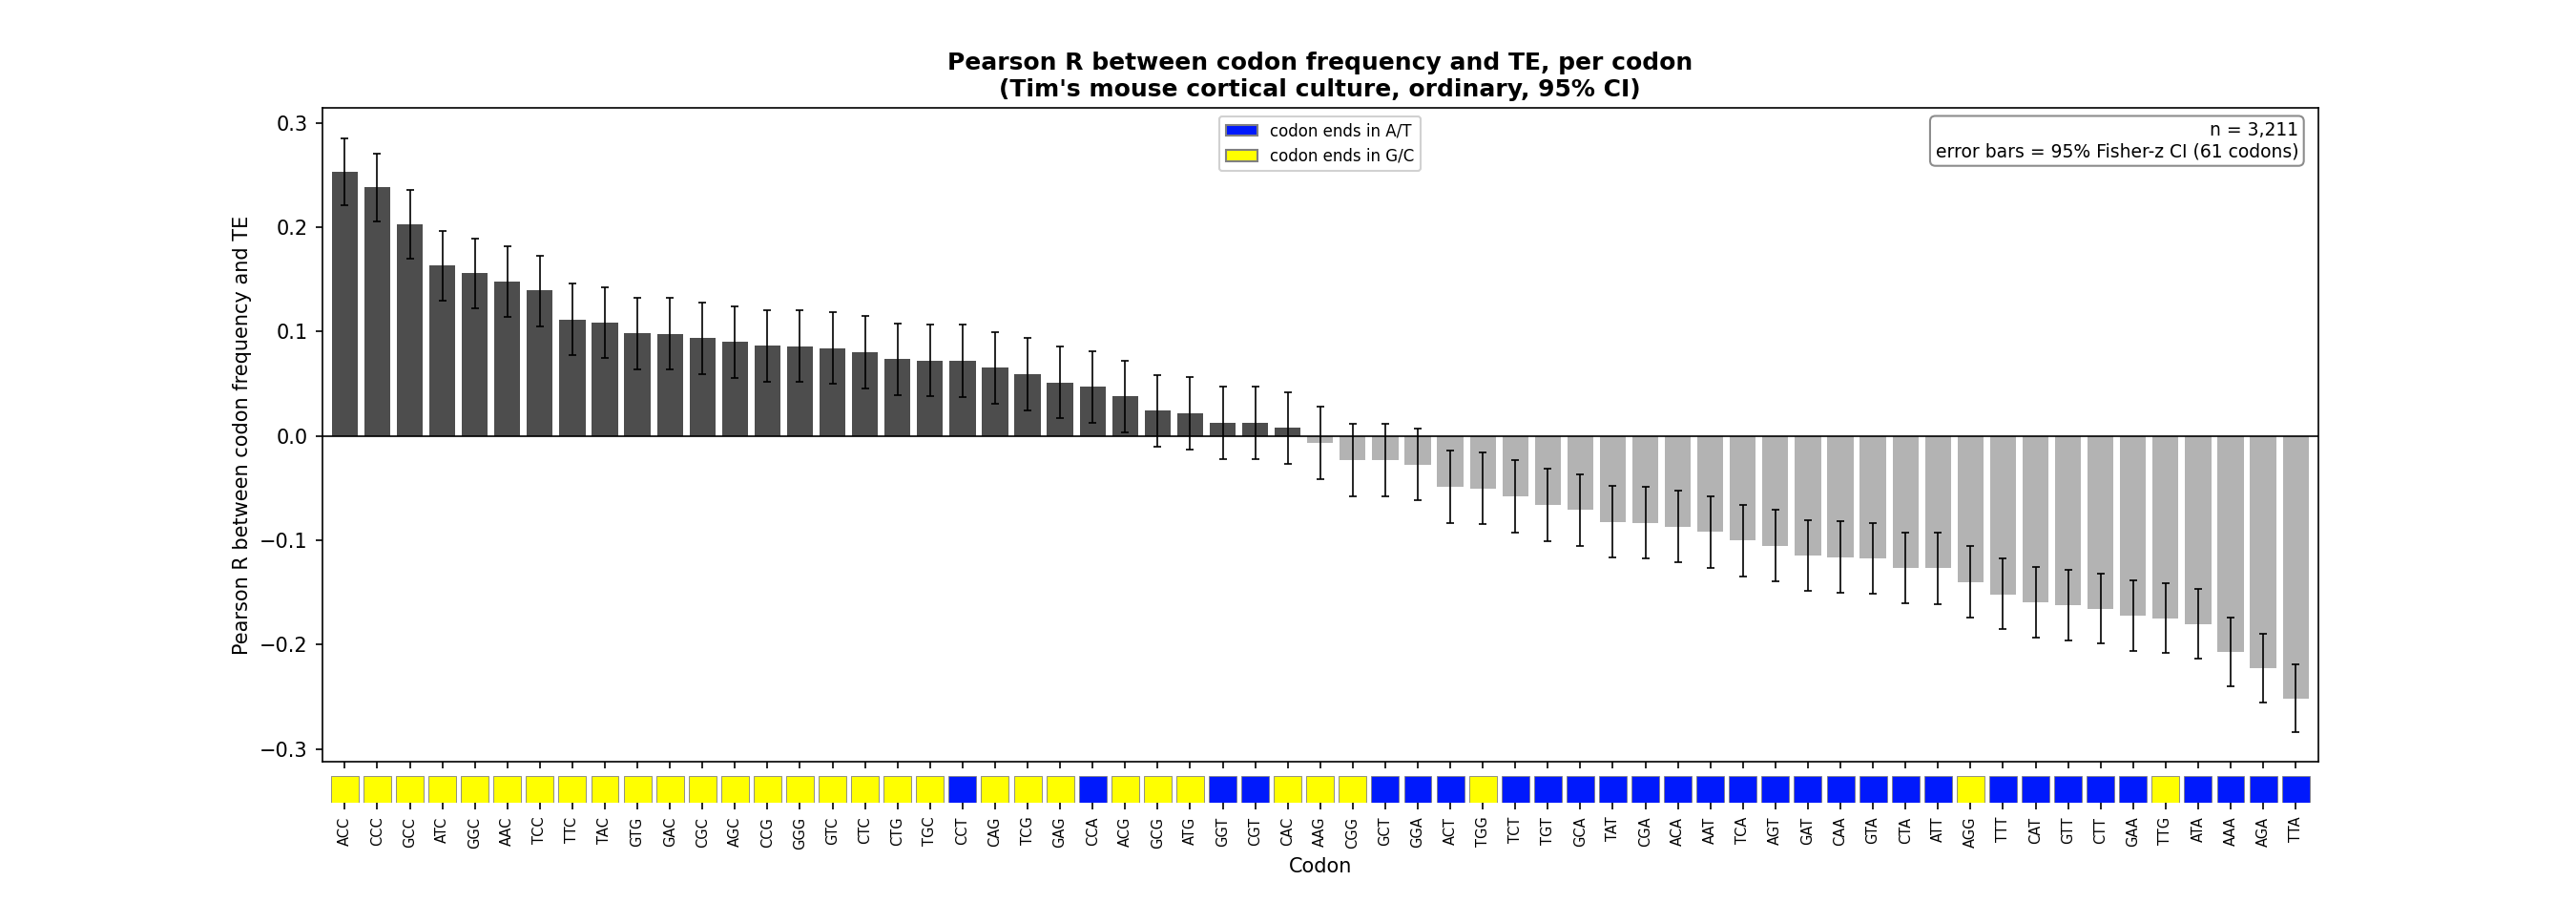 Pearson R between codon frequency and TE, per codon
(Tim's mouse cortical culture, ordinary, 95% CI)
codon ends in A/T
codon ends in G/C
n = 3,211
error bars = 95% Fisher-z CI (61 codons)
Pearson R between codon frequency and TE
0.3
0.2
0.1
0.0
−0.1
−0.2
−0.3
ACC CCC GCC ATC GGC AAC TCC TTC TAC GTG GAC CGC AGC CCG GGG GTC CTC CTG TGC CCT CAG TCG GAG CCA ACG GCG ATG GGT CGT CAC AAG CGG GCT GGA ACT TGG TCT TGT GCA TAT CGA ACA AAT TCA AGT GAT CAA GTA CTA ATT AGG TTT CAT GTT CTT GAA TTG ATA AAA AGA TTA
Codon